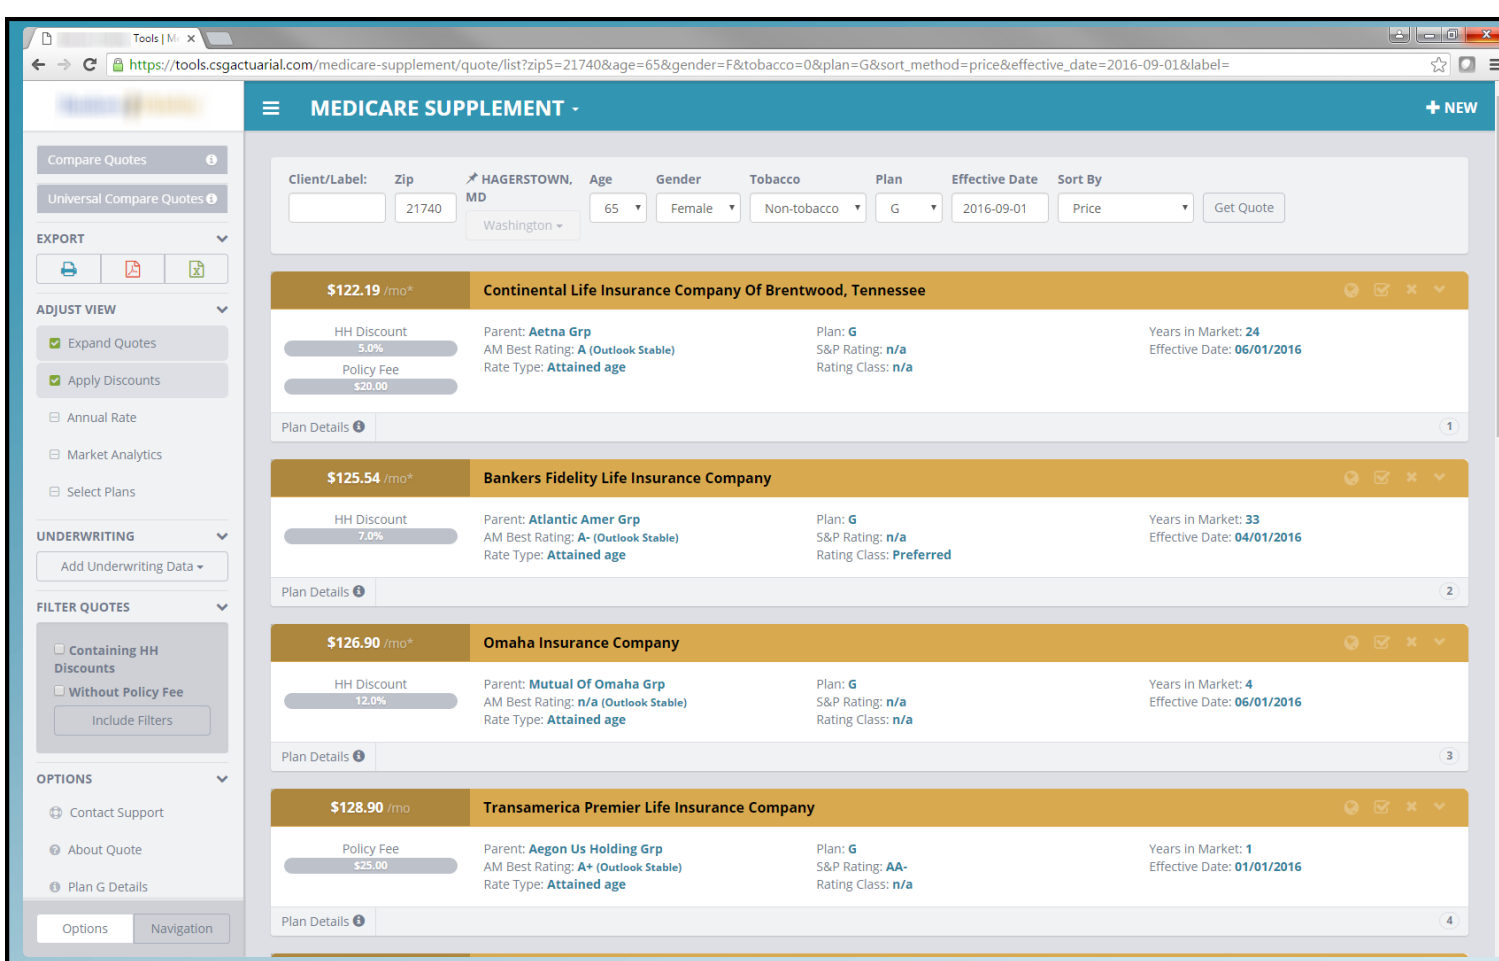 Tools | M
https://tools.csgactuarial.com/medicare-supplement/quote/list?zip5=21740&age=65&gender=F&tobacco=0&plan=G&sort_method=price&effective_date=2016-09-01&label=
MEDICARE SUPPLEMENT
NEW
Compare Quotes
Universal Compare Quotes
EXPORT
ADJUST VIEW
Expand Quotes
Apply Discounts
Annual Rate
Market Analytics
Select Plans
UNDERWRITING
Add Underwriting Data
FILTER QUOTES
Containing HH
Discounts
Without Policy Fee
Include Filters
OPTIONS
Contact Support
About Quote
Plan G Details
Options Navigation
Client/Label: Zip HAGERSTOWN, Age Gender Tobacco Plan Effective Date Sort By
MD
21740 65 Female Non-tobacco G 2016-09-01 Price Get Quote
Washington
$122.19 /mo* Continental Life Insurance Company Of Brentwood, Tennessee
HH Discount Parent: Aetna Grp Plan: G Years in Market: 24
5.0% AM Best Rating: A (Outlook Stable) S&P Rating: n/a Effective Date: 06/01/2016
Policy Fee Rate Type: Attained age Rating Class: n/a
$20.00
Plan Details 1
$125.54 /mo* Bankers Fidelity Life Insurance Company
HH Discount Parent: Atlantic Amer Grp Plan: G Years in Market: 33
7.0% AM Best Rating: A- (Outlook Stable) S&P Rating: n/a Effective Date: 04/01/2016
Rate Type: Attained age Rating Class: Preferred
Plan Details 2
$126.90 /mo* Omaha Insurance Company
HH Discount Parent: Mutual Of Omaha Grp Plan: G Years in Market: 4
12.0% AM Best Rating: n/a (Outlook Stable) S&P Rating: n/a Effective Date: 06/01/2016
Rate Type: Attained age Rating Class: n/a
Plan Details 3
$128.90 /mo Transamerica Premier Life Insurance Company
Policy Fee Parent: Aegon Us Holding Grp Plan: G Years in Market: 1
$25.00 AM Best Rating: A+ (Outlook Stable) S&P Rating: AA- Effective Date: 01/01/2016
Rate Type: Attained age Rating Class: n/a
Plan Details 4